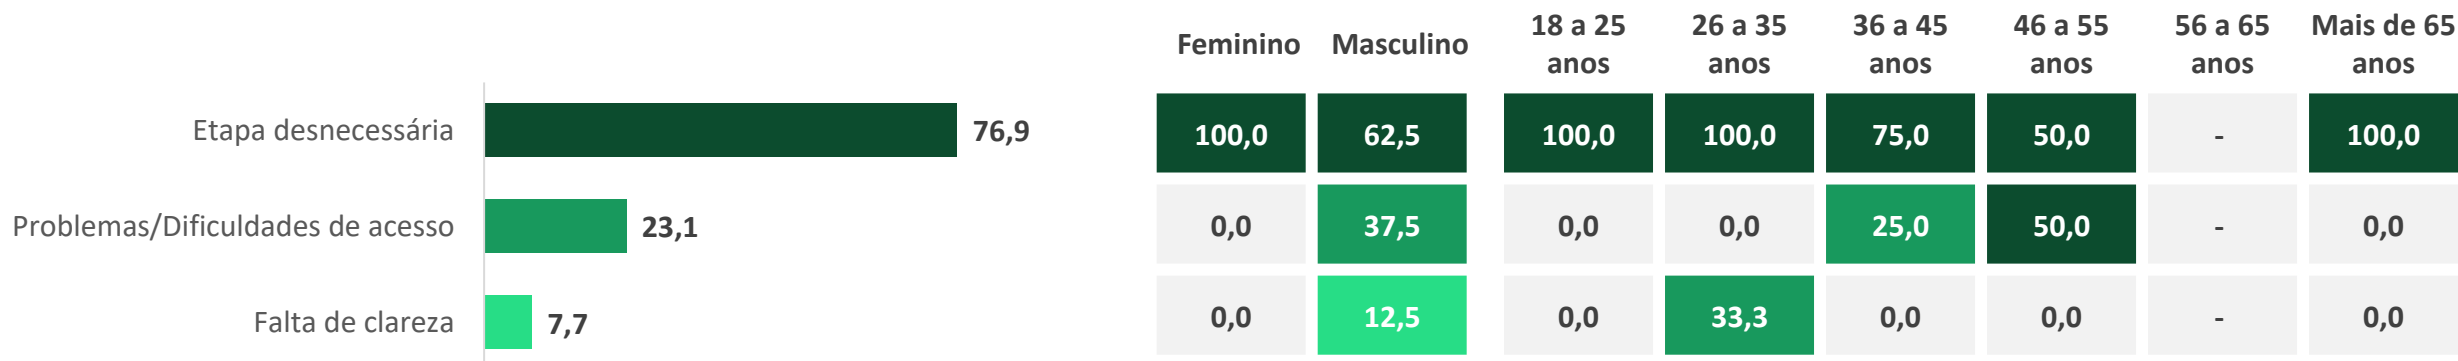 Feminino Masculino 18 a 25 anos 26 a 35 anos 36 a 45 anos 46 a 55 anos 56 a 65 anos Mais de 65 anos
Etapa desnecessária 76,9 100,0 62,5 100,0 100,0 75,0 50,0 - 100,0
Problemas/Dificuldades de acesso 23,1 0,0 37,5 0,0 0,0 25,0 50,0 - 0,0
Falta de clareza 7,7 0,0 12,5 0,0 33,3 0,0 0,0 - 0,0